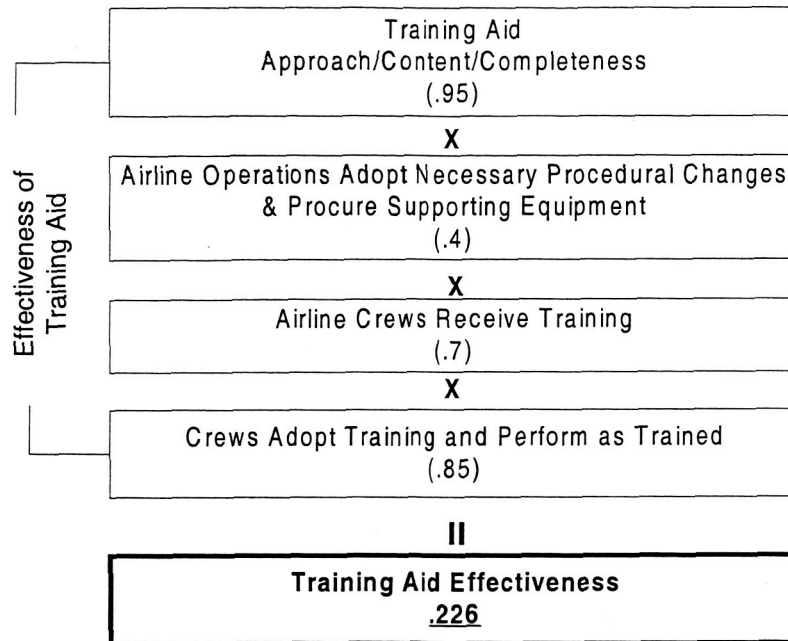 Training Aid
Approach/Content/Completeness
(.95)
X
Airline Operations Adopt Necessary Procedural Changes
& Procure Supporting Equipment
(.4)
X
Airline Crews Receive Training
(.7)
X
Crews Adopt Training and Perform as Trained
(.85)
=
Training Aid Effectiveness
.226
Effectiveness of
Training Aid